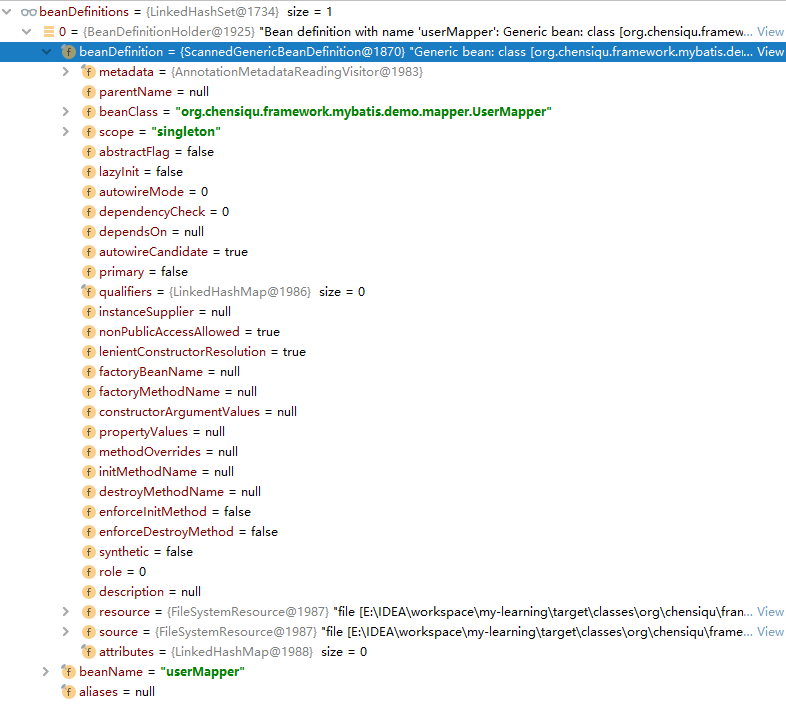 beanDefinitions = {LinkedHashSet@1734} size = 1
0 = {BeanDefinitionHolder@1925} "Bean definition with name 'userMapper': Generic bean: class [org.chensiqu.framew... View
f beanDefinition = {ScannedGenericBeanDefinition@1870} "Generic bean: class [org.chensiqu.framework.mybatis.de... View
f metadata = {AnnotationMetadataReadingVisitor@1983}
f parentName = null
f beanClass = "org.chensiqu.framework.mybatis.demo.mapper.UserMapper"
f scope = "singleton"
f abstractFlag = false
f lazyInit = false
f autowireMode = 0
f dependencyCheck = 0
f dependsOn = null
f autowireCandidate = true
f primary = false
f qualifiers = {LinkedHashMap@1986} size = 0
f instanceSupplier = null
f nonPublicAccessAllowed = true
f lenientConstructorResolution = true
f factoryBeanName = null
f factoryMethodName = null
f constructorArgumentValues = null
f propertyValues = null
f methodOverrides = null
f initMethodName = null
f destroyMethodName = null
f enforceInitMethod = false
f enforceDestroyMethod = false
f synthetic = false
f role = 0
f description = null
f resource = {FileSystemResource@1987} "file [E:\IDEA\workspace\my-learning\target\classes\org\chensiqu\fran... View
f source = {FileSystemResource@1987} "file [E:\IDEA\workspace\my-learning\target\classes\org\chensiqu\frame... View
f attributes = {LinkedHashMap@1988} size = 0
f beanName = "userMapper"
f aliases = null